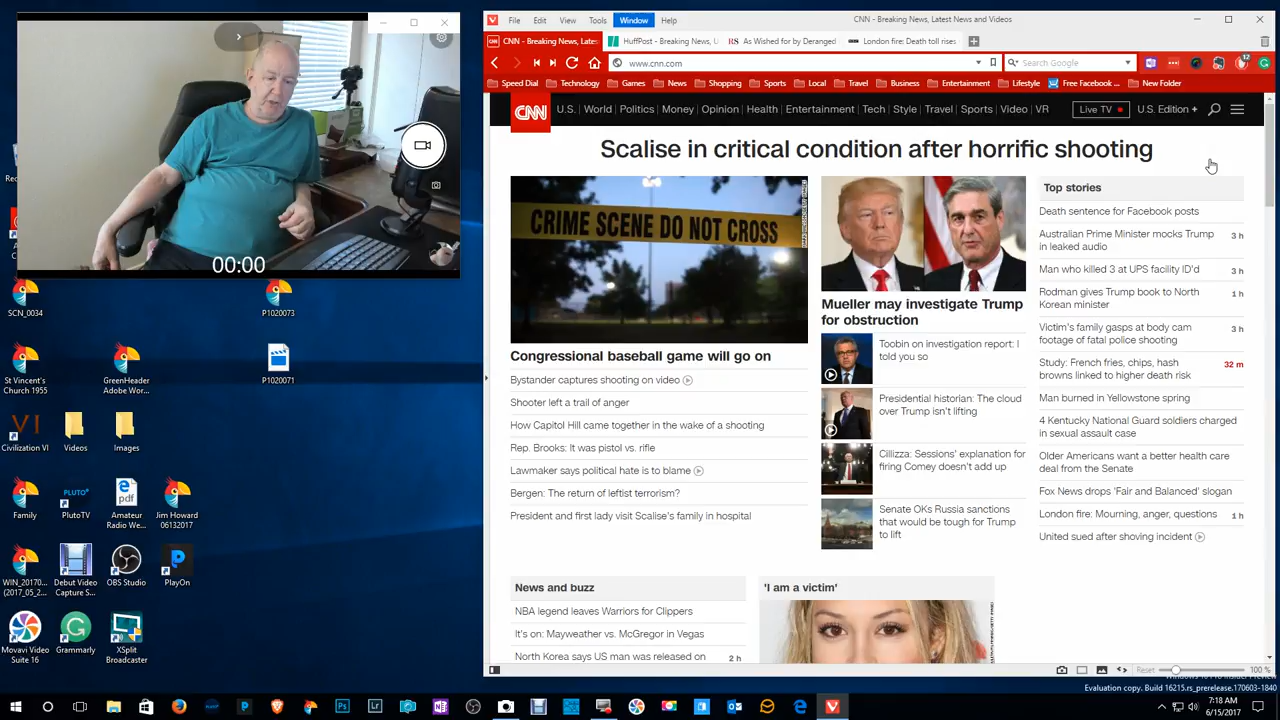 00:00
SCN_0034
P1020073
St Vincent's
Church 1955
GreenHeader
Adobe Wor...
P1020071
VI
CIVILIZATION VI
Videos
Images
Family
PLUTO
PlutoTV
pdf
Amateur
Radio We...
Jim Howard
06132017
WIN_20170...
Debut Video
Capture S...
OBS Studio
PlayOn
Movavi Video
Suite 16
Grammarly
XSplit
Broadcaster
File Edit View Tools Window Help
CNN - Breaking News, Latest News and Videos
CNN - Breaking News, Lates
HuffPost - Breaking News, U
RS As Wished for by Deranged
London fire: Death toll rises
www.cnn.com
Search Google
12
Speed Dial Technology Games News Shopping Sports Local Travel Business Entertainment Lifestyle Free Facebook ... New Folder
CNN U.S. World Politics Money Opinion Health Entertainment Tech Style Travel Sports Video VR Live TV U.S. Edition +
Scalise in critical condition after horrific shooting
CRIME SCENE DO NOT CROSS
Congressional baseball game will go on
Bystander captures shooting on video
Shooter left a trail of anger
How Capitol Hill came together in the wake of a shooting
Rep. Brooks: It was pistol vs. rifle
Lawmaker says political hate is to blame
Bergen: The return of leftist terrorism?
President and first lady visit Scalise's family in hospital
Mueller may investigate Trump
for obstruction
Toobin on investigation report: I
told you so
Presidential historian: The cloud
over Trump isn't lifting
Cillizza: Sessions' explanation for
firing Comey doesn't add up
Senate OKs Russia sanctions
that would be tough for Trump
to lift
Top stories
Death sentence for Facebook posts
Australian Prime Minister mocks Trump 3 h
in leaked audio
Man who killed 3 at UPS facility ID'd 3 h
Rodman gives Trump book to North 1 h
Korean minister
Victim's family gasps at body cam 3 h
footage of fatal police shooting
Study: French fries, chips, hash 32 m
browns linked to higher death risk
Man burned in Yellowstone spring
4 Kentucky National Guard soldiers charged
in sexual assault case
Older Americans want a better health care
deal from the Senate
Fox News drops 'Fair and Balanced' slogan
London fire: Mourning, anger, questions 1 h
United sued after shoving incident
News and buzz
NBA legend leaves Warriors for Clippers
It's on: Mayweather vs. McGregor in Vegas
North Korea says US man was released on 2 h
'I am a victim'
Reset 100 %
Evaluation copy. Build 16215.rs_prerelease.170603-1840
7:18 AM
6/15/2017